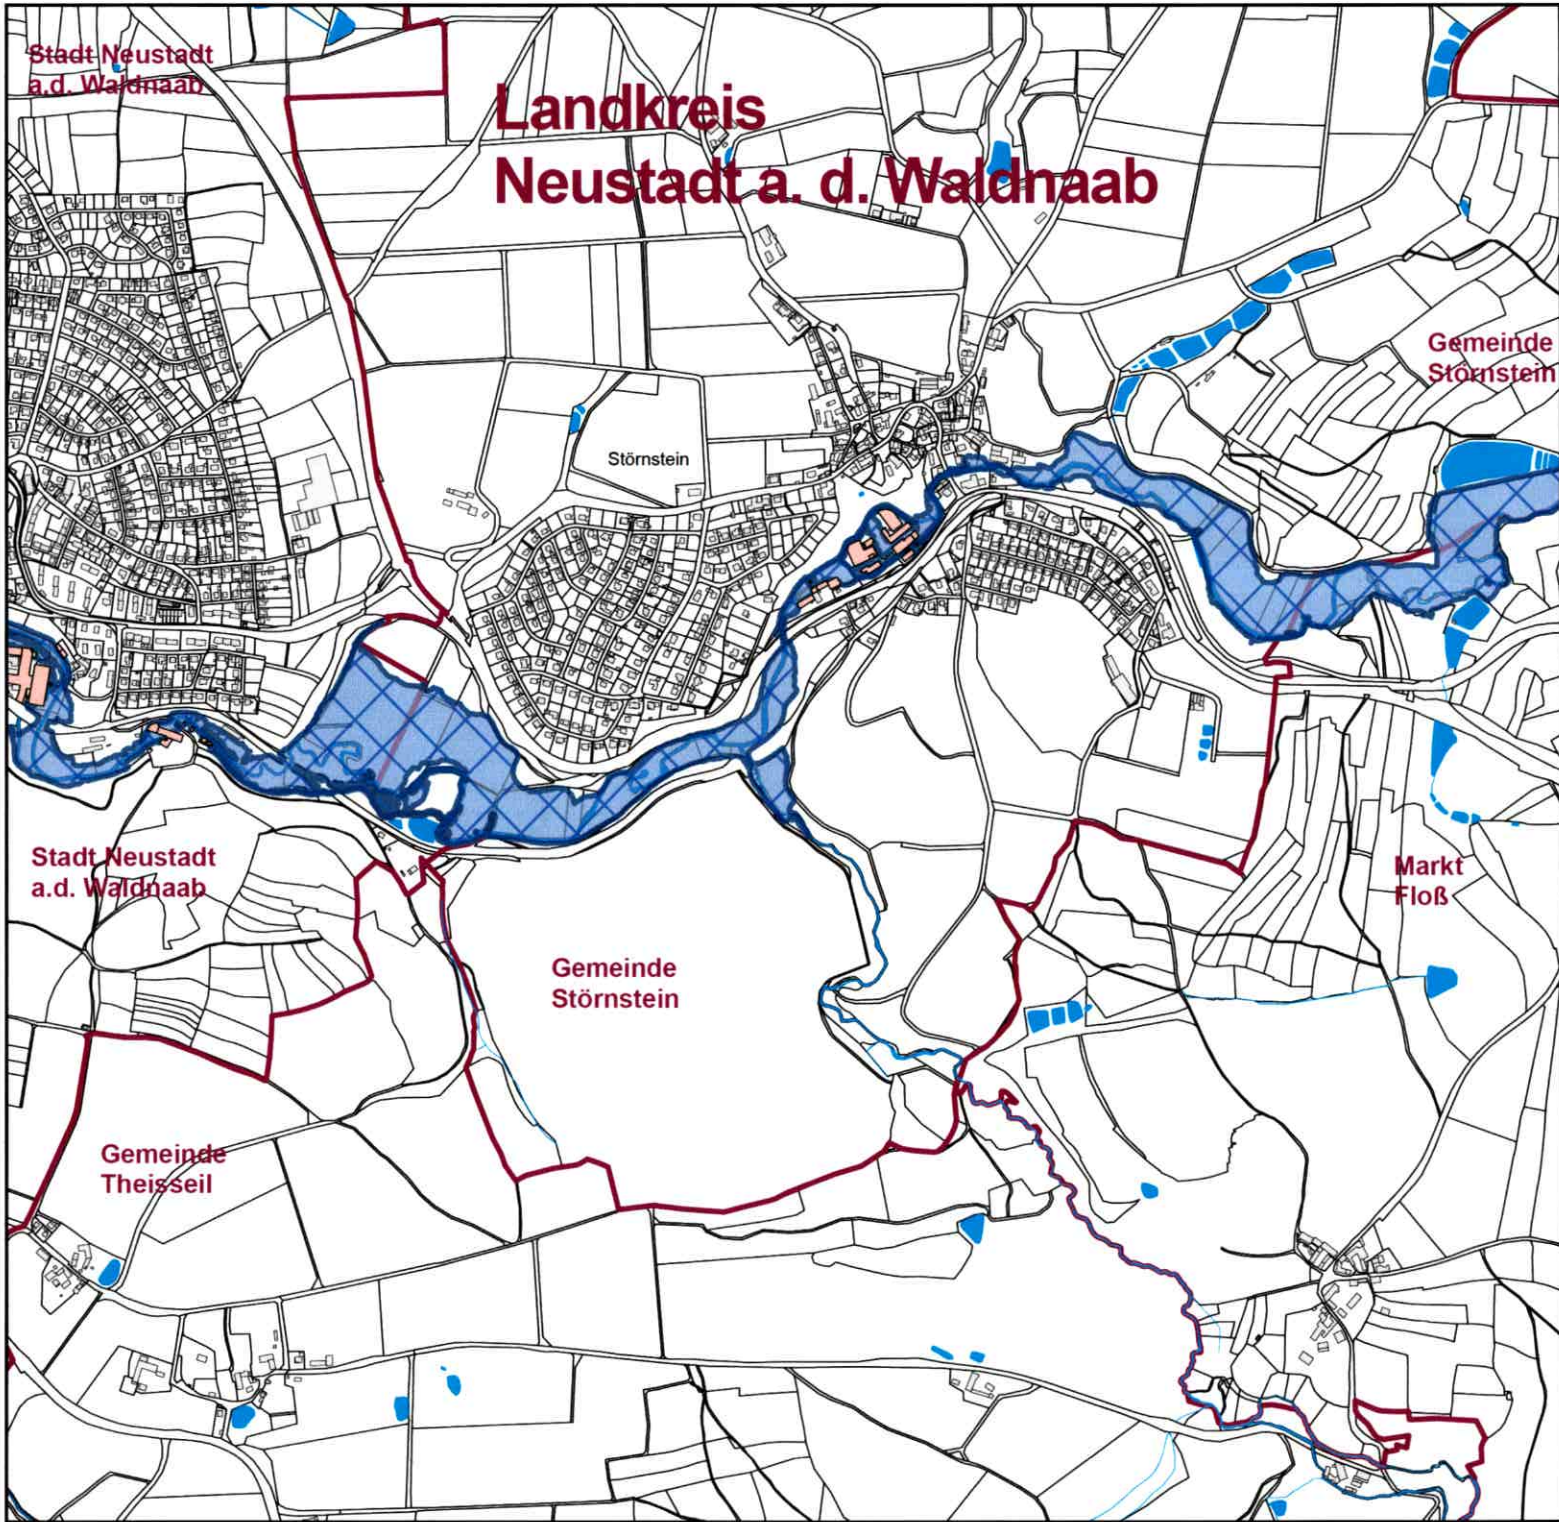 Stadt Neustadt
a.d. Waldnaab
Landkreis
Neustadt a. d. Waldnaab
Gemeinde
Störnstein
Störnstein
Stadt Neustadt
a.d. Waldnaab
Markt
Floß
Gemeinde
Störnstein
Gemeinde
Theisseil